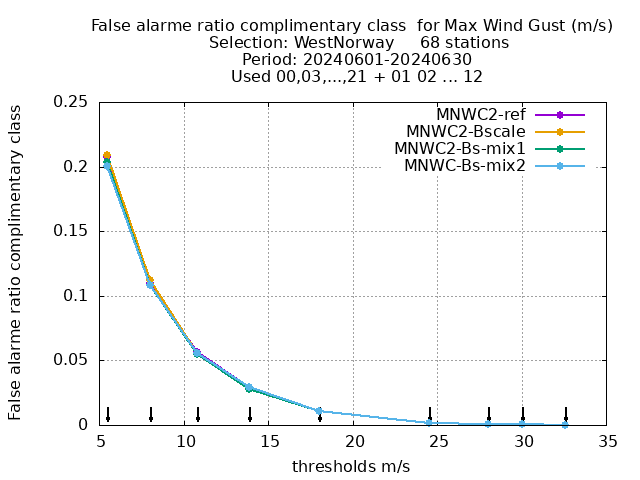 False alarme ratio complimentary class  for Max Wind Gust (m/s)
Selection: WestNorway     68 stations
Period: 20240601-20240630
Used 00,03,...,21 + 01 02 ... 12
False alarme ratio complimentary class
0.25
0.2
0.15
0.1
0.05
0
MNWC2-ref
MNWC2-Bscale
MNWC2-Bs-mix1
MNWC-Bs-mix2
5 10 15 20 25 30 35
thresholds m/s